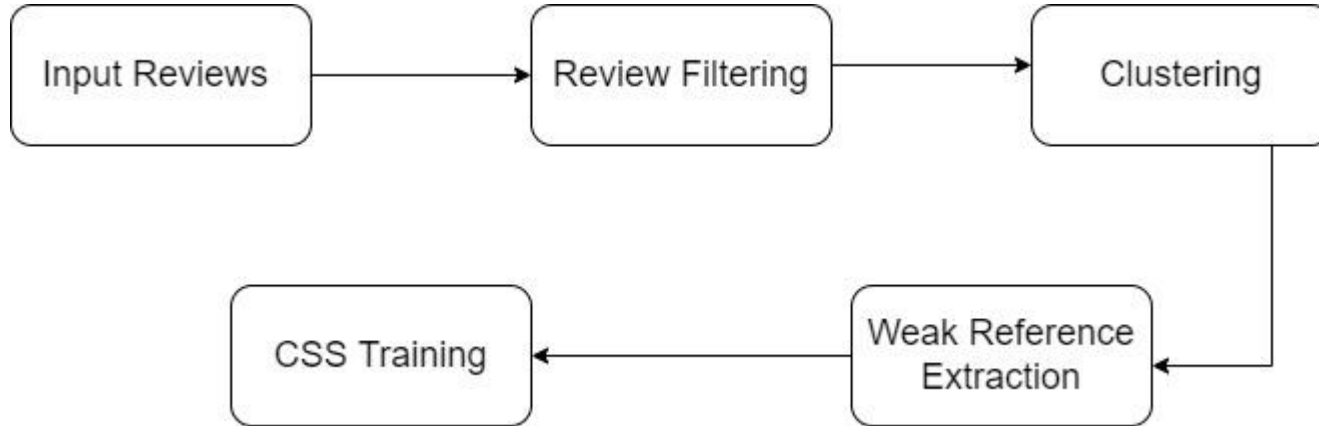 Input Reviews
Review Filtering
Clustering
Weak Reference
Extraction
CSS Training